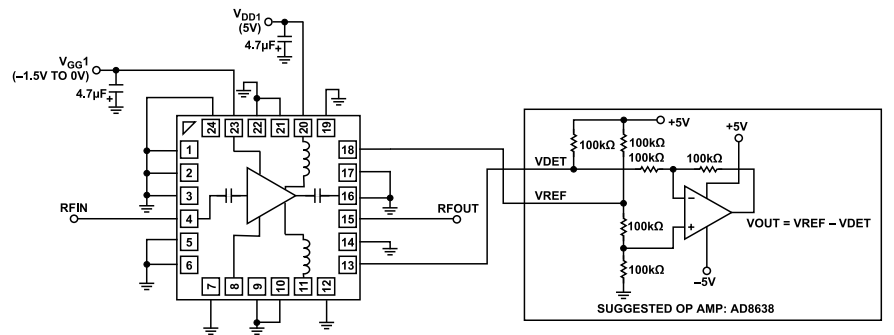 VDD1
(5V)
4.7µF
+
VGG1
(–1.5V TO 0V)
4.7µF
+
24
23
22
21
20
19
1
2
3
4
5
6
18
17
16
15
14
13
7
8
9
10
11
12
RFIN
RFOUT
VDET
VREF
+5V
100kΩ
100kΩ
100kΩ
100kΩ
+5V
–
+
VOUT = VREF – VDET
100kΩ
100kΩ
–5V
SUGGESTED OP AMP: AD8638